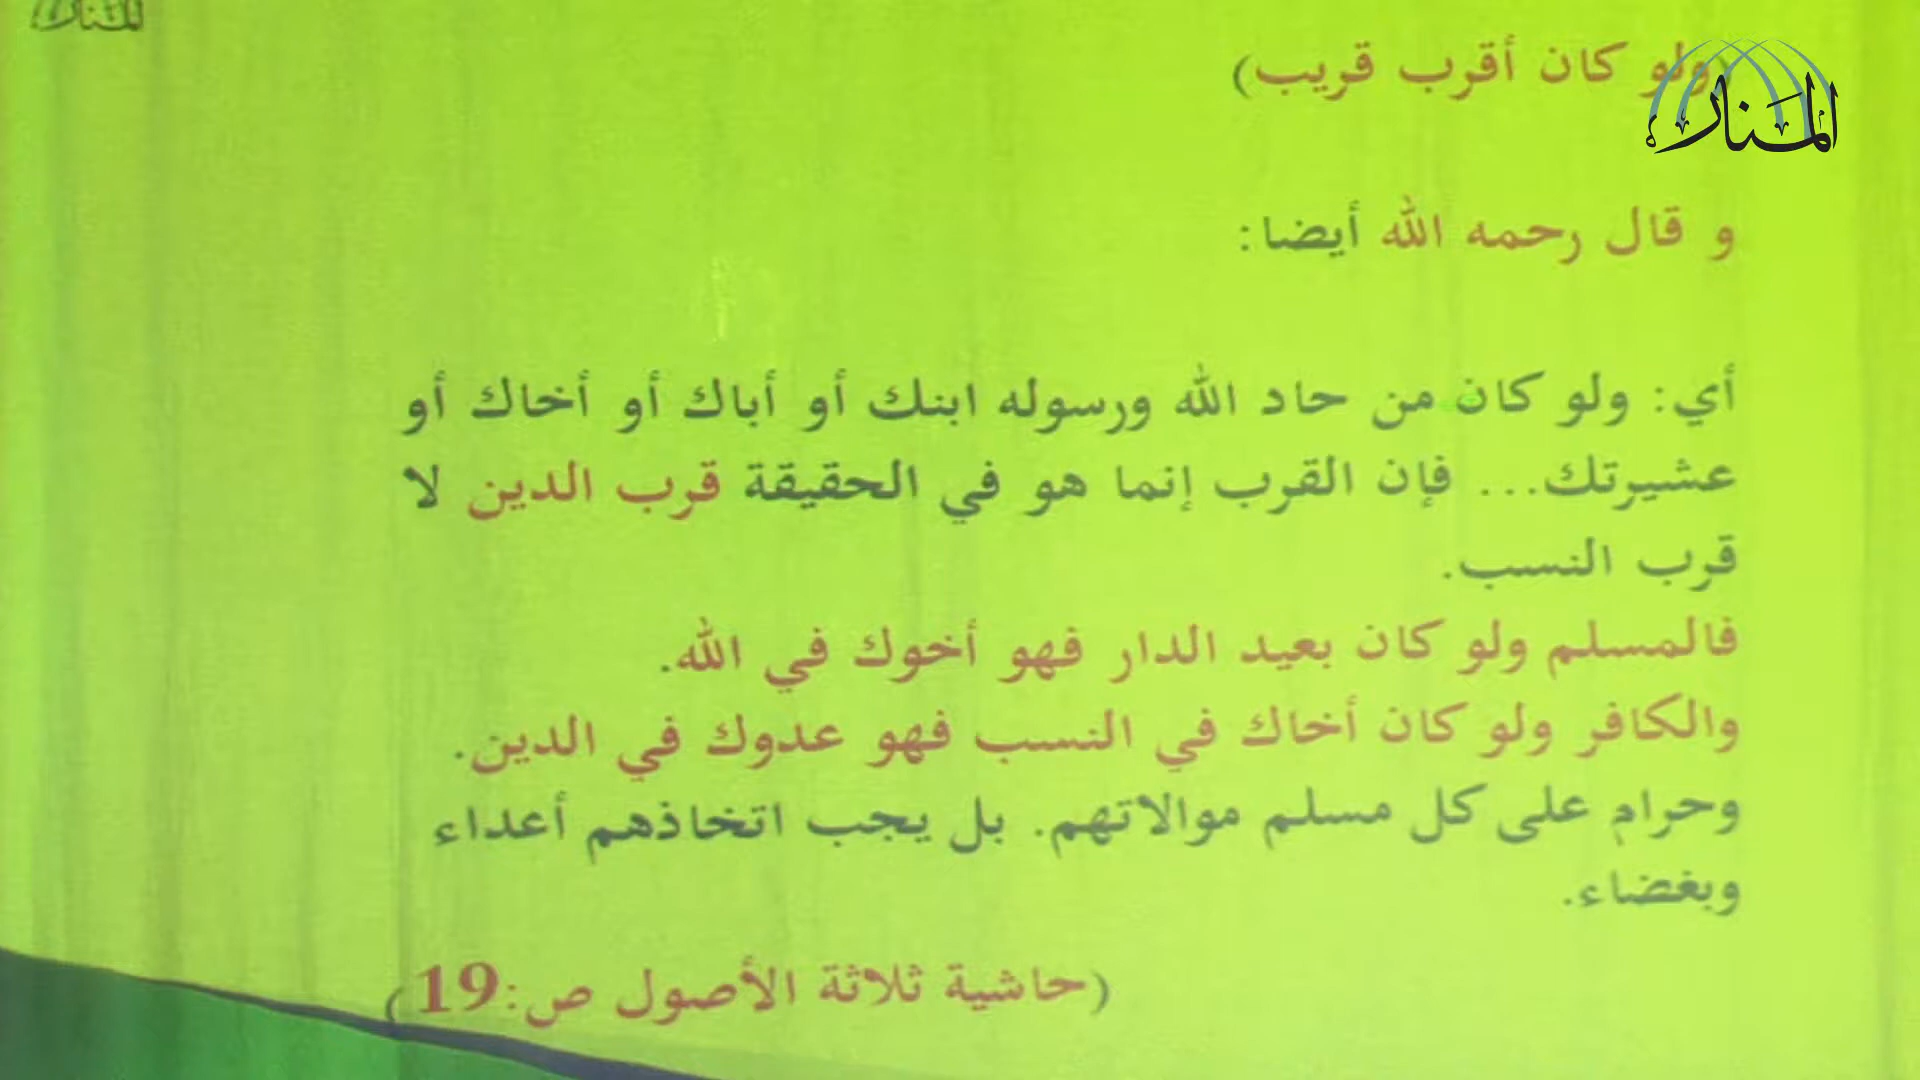 المنار
(ولو كان أقرب قريب)
المنار
و قال رحمه الله أيضا:
أي: ولو كان من حاد الله ورسوله ابنك أو أباك أو أخاك أو
عشيرتك... فإن القرب إنما هو في الحقيقة قرب الدين لا
قرب النسب.
فالمسلم ولو كان بعيد الدار فهو أخوك في الله.
والكافر ولو كان أخاك في النسب فهو عدوك في الدين.
وحرام على كل مسلم موالاتهم. بل يجب اتخاذهم أعداء
وبغضاء.
(حاشية ثلاثة الأصول ص:19)